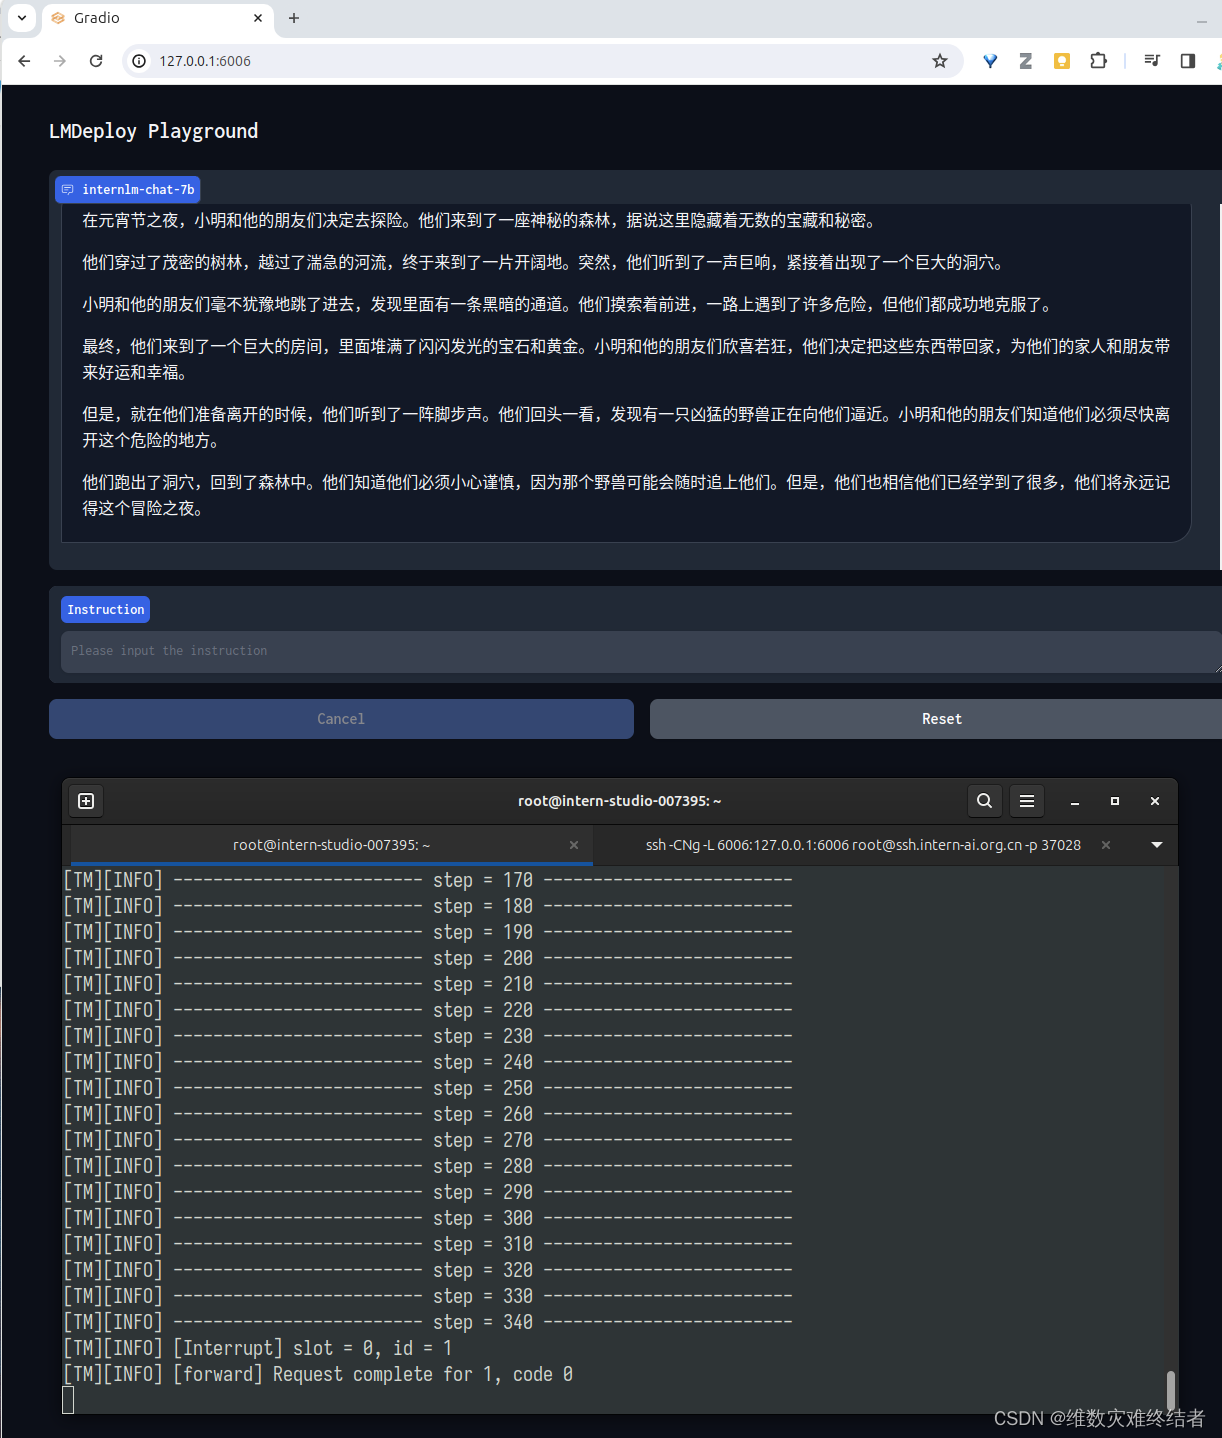 Gradio
127.0.0.1:6006
LMDeploy Playground
internlm-chat-7b
在元宵节之夜，小明和他的朋友们决定去探险。他们来到了一座神秘的森林，据说这里隐藏着无数的宝藏和秘密。
他们穿过了茂密的树林，越过了湍急的河流，终于来到了一片开阔地。突然，他们听到了一声巨响，紧接着出现了一个巨大的洞穴。
小明和他的朋友们毫不犹豫地跳了进去，发现里面有一条黑暗的通道。他们摸索着前进，一路上遇到了许多危险，但他们都成功地克服了。
最终，他们来到了一个巨大的房间，里面堆满了闪闪发光的宝石和黄金。小明和他的朋友们欣喜若狂，他们决定把这些东西带回家，为他们的家人和朋友带
来好运和幸福。
但是，就在他们准备离开的时候，他们听到了一阵脚步声。他们回头一看，发现有一只凶猛的野兽正在向他们逼近。小明和他的朋友们知道他们必须尽快离
开这个危险的地方。
他们跑出了洞穴，回到了森林中。他们知道他们必须小心谨慎，因为那个野兽可能会随时追上他们。但是，他们也相信他们已经学到了很多，他们将永远记
得这个冒险之夜。
Instruction
Please input the instruction
Cancel
Reset
root@intern-studio-007395: ~
root@intern-studio-007395: ~
ssh -CNg -L 6006:127.0.0.1:6006 root@ssh.intern-ai.org.cn -p 37028
[TM][INFO] ------------------------- step = 170 -------------------------
[TM][INFO] ------------------------- step = 180 -------------------------
[TM][INFO] ------------------------- step = 190 -------------------------
[TM][INFO] ------------------------- step = 200 -------------------------
[TM][INFO] ------------------------- step = 210 -------------------------
[TM][INFO] ------------------------- step = 220 -------------------------
[TM][INFO] ------------------------- step = 230 -------------------------
[TM][INFO] ------------------------- step = 240 -------------------------
[TM][INFO] ------------------------- step = 250 -------------------------
[TM][INFO] ------------------------- step = 260 -------------------------
[TM][INFO] ------------------------- step = 270 -------------------------
[TM][INFO] ------------------------- step = 280 -------------------------
[TM][INFO] ------------------------- step = 290 -------------------------
[TM][INFO] ------------------------- step = 300 -------------------------
[TM][INFO] ------------------------- step = 310 -------------------------
[TM][INFO] ------------------------- step = 320 -------------------------
[TM][INFO] ------------------------- step = 330 -------------------------
[TM][INFO] ------------------------- step = 340 -------------------------
[TM][INFO] [Interrupt] slot = 0, id = 1
[TM][INFO] [forward] Request complete for 1, code 0
CSDN @维数灾难终结者